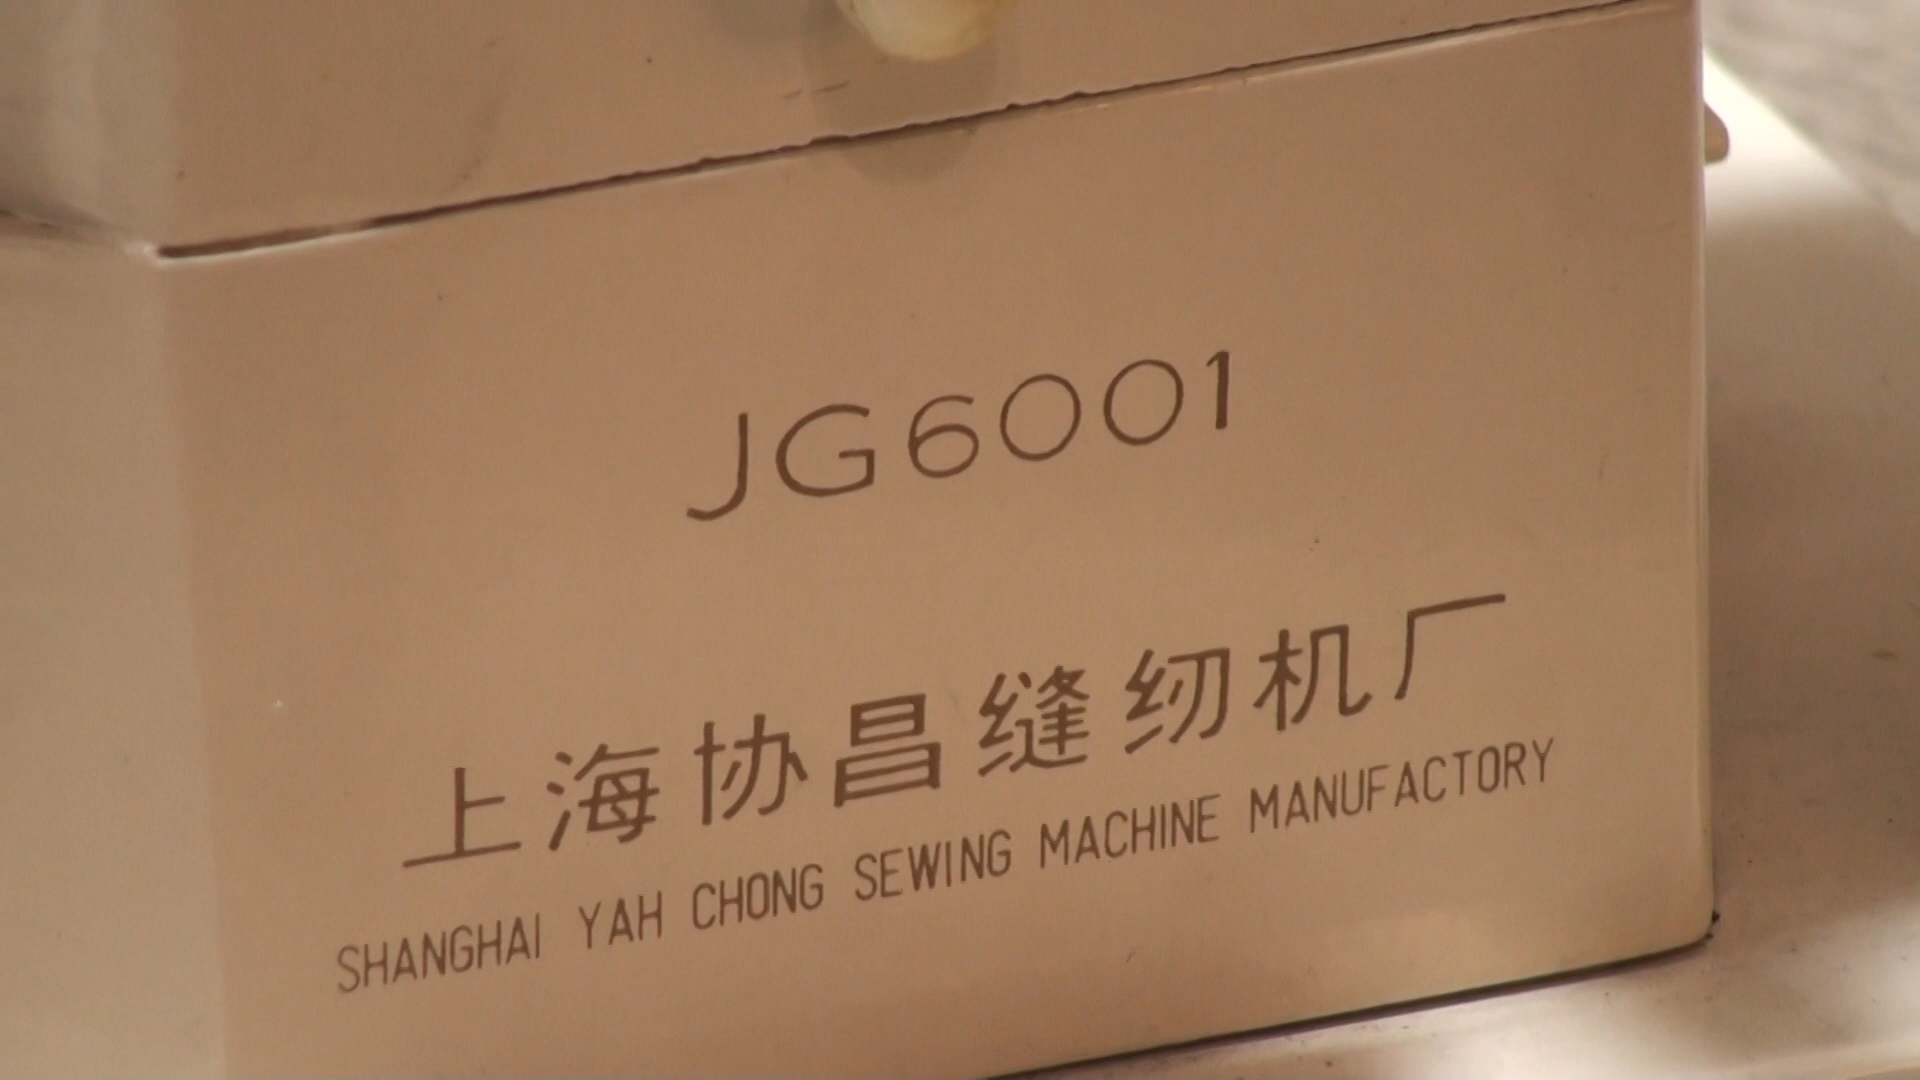 JG6001
上海协昌缝纫机厂
SHANGHAI YAH CHONG SEWING MACHINE MANUFACTORY